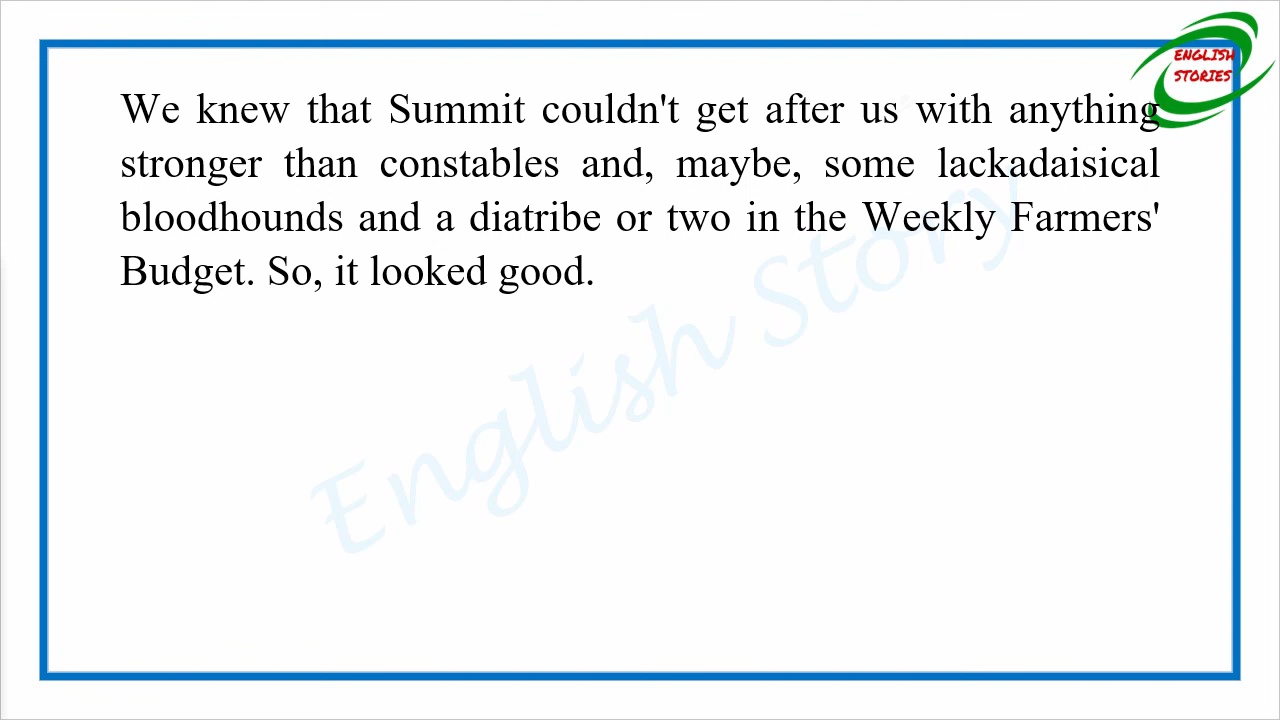 ENGLISH
STORIES
We knew that Summit couldn't get after us with anything
stronger than constables and, maybe, some lackadaisical
bloodhounds and a diatribe or two in the Weekly Farmers'
Budget. So, it looked good.
English Story